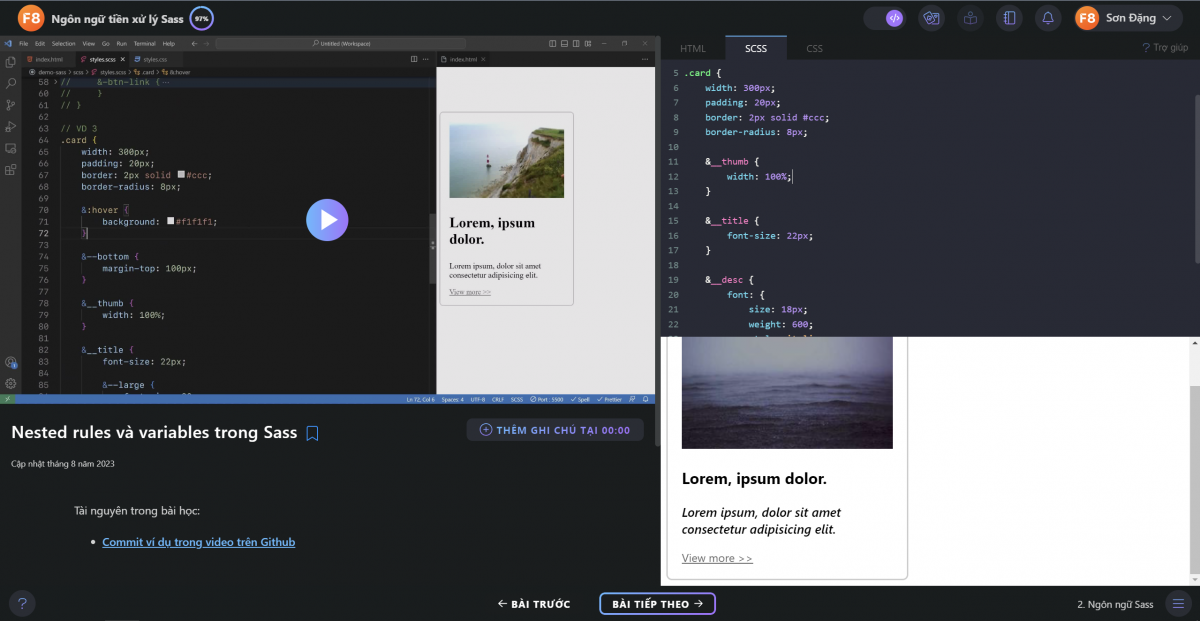 F8 Ngôn ngữ tiền xử lý Sass 97%
F8 Sơn Đặng
File Edit Selection View Go Run Terminal Help
Untitled (Workspace)
index.html styles.scss styles.css
index.html
demo-sass > scss > styles.scss > .card > &:hover
58 // &-btn-link { ...
60 // }
61 // }
62
63 // VD 3
64 .card {
65 width: 300px;
66 padding: 20px;
67 border: 2px solid #ccc;
68 border-radius: 8px;
69
70 &:hover {
71 background: #f1f1f1;
72 }
73
74 &--bottom {
75 margin-top: 100px;
76 }
77
78 &__thumb {
79 width: 100%;
80 }
81
82 &__title {
83 font-size: 22px;
84
85 &--large {
Lorem, ipsum
dolor.
Lorem ipsum, dolor sit amet
consectetur adipisicing elit.
View more >>
Ln 72, Col 6 Spaces: 4 UTF-8 CRLF SCSS Port : 5500 Spell Prettier
Nested rules và variables trong Sass
THÊM GHI CHÚ TẠI 00:00
Cập nhật tháng 8 năm 2023
Tài nguyên trong bài học:
• Commit ví dụ trong video trên Github
HTML SCSS CSS
? Trợ giúp
5 .card {
6 width: 300px;
7 padding: 20px;
8 border: 2px solid #ccc;
9 border-radius: 8px;
10
11 &__thumb {
12 width: 100%;
13 }
14
15 &__title {
16 font-size: 22px;
17 }
18
19 &__desc {
20 font: {
21 size: 18px;
22 weight: 600;
Lorem, ipsum dolor.
Lorem ipsum, dolor sit amet
consectetur adipisicing elit.
View more >>
?
← BÀI TRƯỚC
BÀI TIẾP THEO →
2. Ngôn ngữ Sass